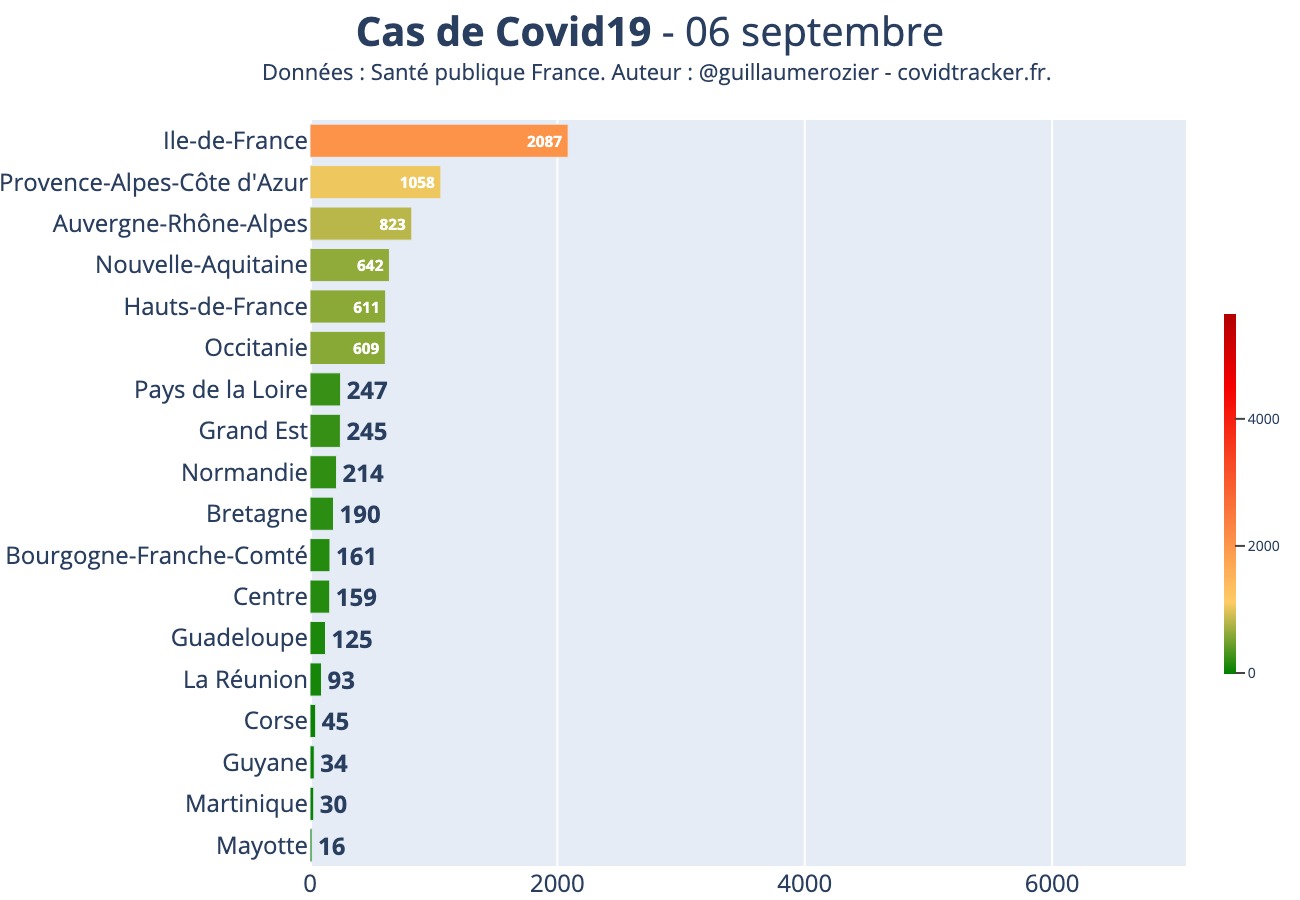 Cas de Covid19 - 06 septembre
Données : Santé publique France. Auteur : @guillaumerozier - covidtracker.fr.
Ile-de-France 2087
Provence-Alpes-Côte d'Azur 1058
Auvergne-Rhône-Alpes 823
Nouvelle-Aquitaine 642
Hauts-de-France 611
Occitanie 609
Pays de la Loire 247
Grand Est 245
Normandie 214
Bretagne 190
Bourgogne-Franche-Comté 161
Centre 159
Guadeloupe 125
La Réunion 93
Corse 45
Guyane 34
Martinique 30
Mayotte 16
0 2000 4000 6000
4000
2000
0